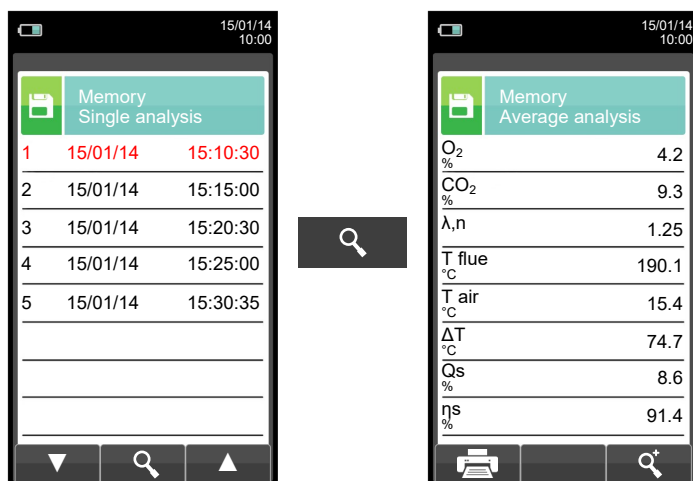 15/01/14
10:00
Memory
Single analysis
1 15/01/14 15:10:30
2 15/01/14 15:15:00
3 15/01/14 15:20:30
4 15/01/14 15:25:00
5 15/01/14 15:30:35
15/01/14
10:00
Memory
Average analysis
O₂ % 4.2
CO₂ % 9.3
λ,n 1.25
T flue °C 190.1
T air °C 15.4
ΔT °C 74.7
Qs % 8.6
ηs % 91.4